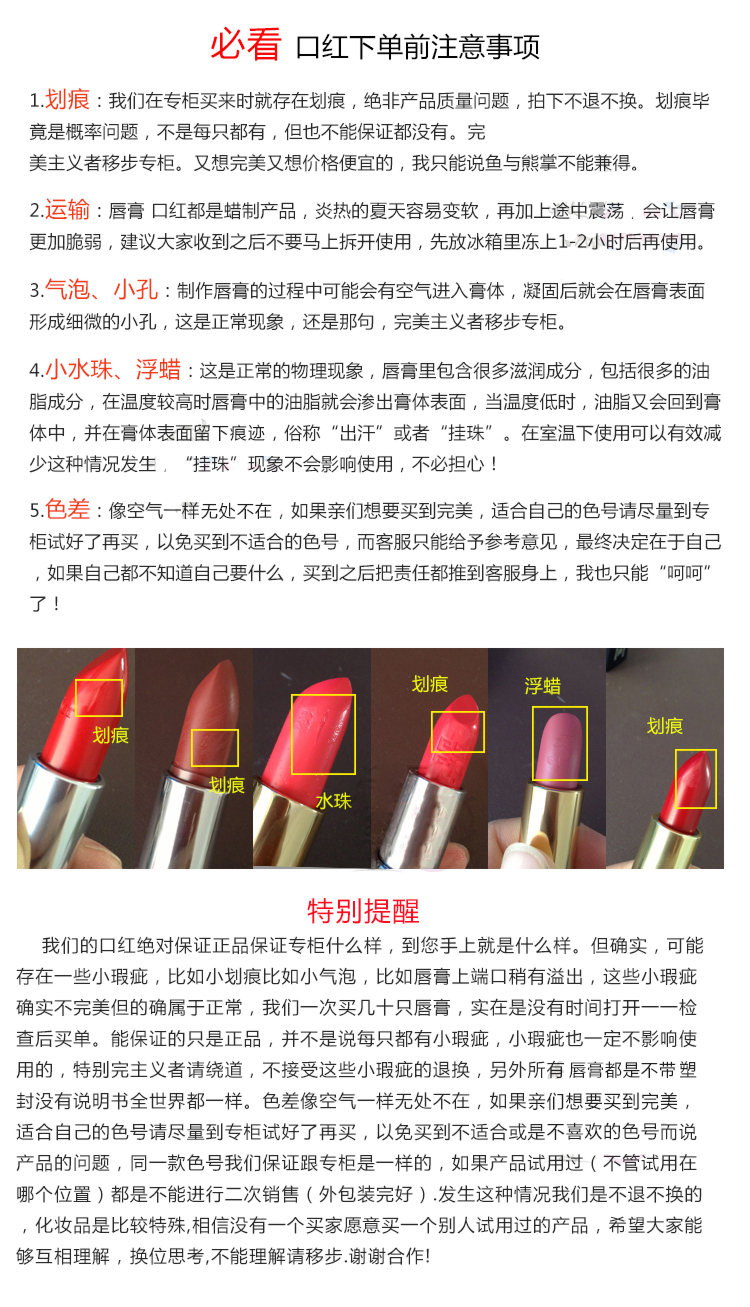 必看 口红下单前注意事项
1.划痕：我们在专柜买来时就存在划痕，绝非产品质量问题，拍下不退不换。划痕毕
竟是概率问题，不是每只都有，但也不能保证都没有。完
美主义者移步专柜。又想完美又想价格便宜的，我只能说鱼与熊掌不能兼得。
2.运输：唇膏 口红都是蜡制产品，炎热的夏天容易变软，再加上途中震荡．会让唇膏
更加脆弱，建议大家收到之后不要马上拆开使用，先放冰箱里冻上1-2小时后再使用。
3.气泡、小孔：制作唇膏的过程中可能会有空气进入膏体，凝固后就会在唇膏表面
形成细微的小孔，这是正常现象，还是那句，完美主义者移步专柜。
4.小水珠、浮蜡：这是正常的物理现象，唇膏里包含很多滋润成分，包括很多的油
脂成分，在温度较高时唇膏中的油脂就会渗出膏体表面，当温度低时，油脂又会回到膏
体中，并在膏体表面留下痕迹，俗称“出汗”或者“挂珠”。在室温下使用可以有效减
少这种情况发生．“挂珠”现象不会影响使用，不必担心！
5.色差：像空气一样无处不在，如果亲们想要买到完美，适合自己的色号请尽量到专
柜试好了再买，以免买到不适合的色号，而客服只能给予参考意见，最终决定在于自己
，如果自己都不知道自己要什么，买到之后把责任都推到客服身上，我也只能“呵呵”
了！
划痕
划痕
水珠
划痕
浮蜡
划痕
特别提醒
我们的口红绝对保证正品保证专柜什么样，到您手上就是什么样。但确实，可能
存在一些小瑕疵，比如小划痕比如小气泡，比如唇膏上端口稍有溢出，这些小瑕疵
确实不完美但的确属于正常，我们一次买几十只唇膏，实在是没有时间打开一一检
查后买单。能保证的只是正品，并不是说每只都有小瑕疵，小瑕疵也一定不影响使
用的，特别完主义者请绕道，不接受这些小瑕疵的退换，另外所有 唇膏都是不带 塑
封没有说明书全世界都一样。色差像空气一样无处不在，如果亲们想要买到完美，
适合自己的色号请尽量到专柜试好了再买，以免买到不适合或是不喜欢的色号而说
产品的问题，同一款色号我们保证跟专柜是一样的，如果产品试用过（不管试用在
哪个位置）都是不能进行二次销售（外包装完好）.发生这种情况我们是不退不换的
，化妆品是比较特殊,相信没有一个买家愿意买一个别人试用过的产品，希望大家能
够互相理解，换位思考,不能理解请移步.谢谢合作!